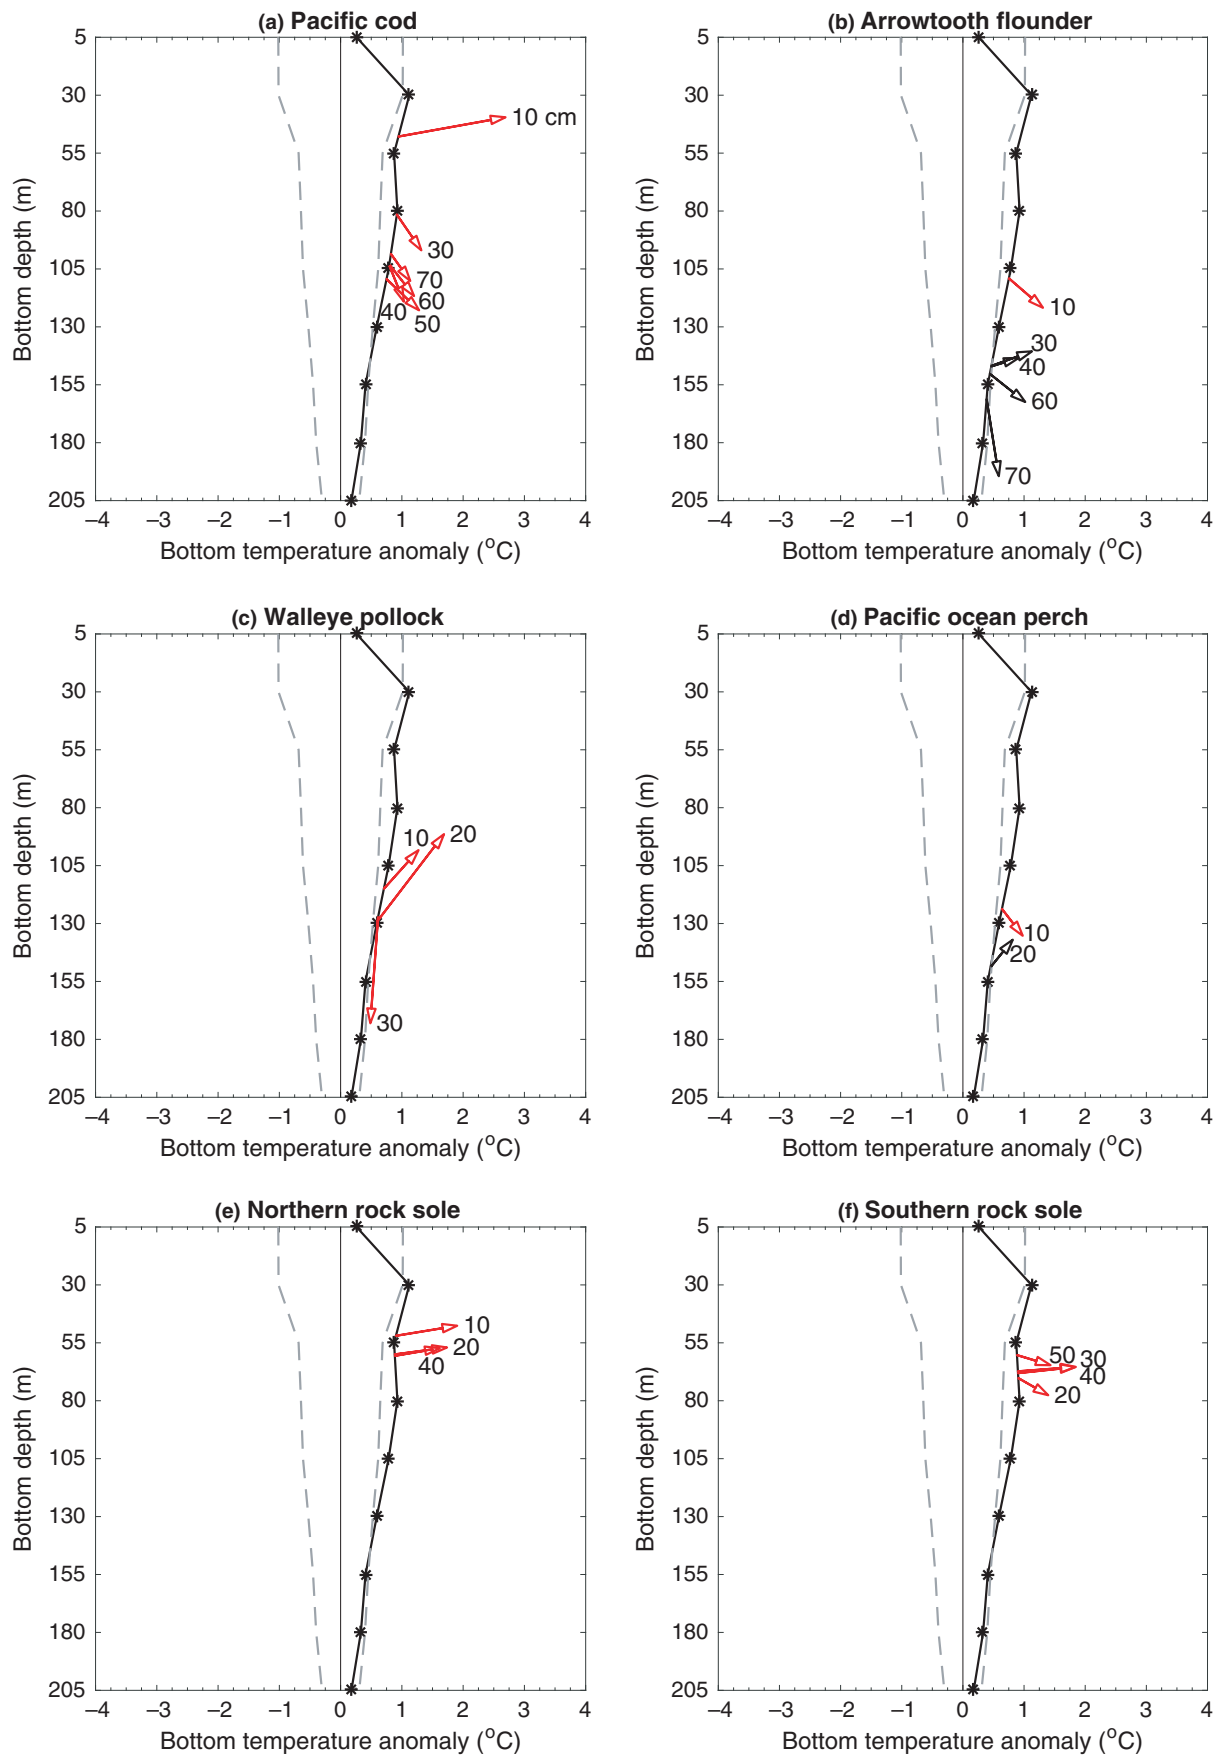 (a) Pacific cod
5
30
55
80
105
130
155
180
205
Bottom depth (m)
10 cm
30
70
60
40
50
−4 −3 −2 −1 0 1 2 3 4
Bottom temperature anomaly (°C)
(b) Arrowtooth flounder
5
30
55
80
105
130
155
180
205
Bottom depth (m)
10
30
40
60
70
−4 −3 −2 −1 0 1 2 3 4
Bottom temperature anomaly (°C)
(c) Walleye pollock
5
30
55
80
105
130
155
180
205
Bottom depth (m)
10 20
30
−4 −3 −2 −1 0 1 2 3 4
Bottom temperature anomaly (°C)
(d) Pacific ocean perch
5
30
55
80
105
130
155
180
205
Bottom depth (m)
10
20
−4 −3 −2 −1 0 1 2 3 4
Bottom temperature anomaly (°C)
(e) Northern rock sole
5
30
55
80
105
130
155
180
205
Bottom depth (m)
10
20
40
−4 −3 −2 −1 0 1 2 3 4
Bottom temperature anomaly (°C)
(f) Southern rock sole
5
30
55
80
105
130
155
180
205
Bottom depth (m)
50 30
40
20
−4 −3 −2 −1 0 1 2 3 4
Bottom temperature anomaly (°C)